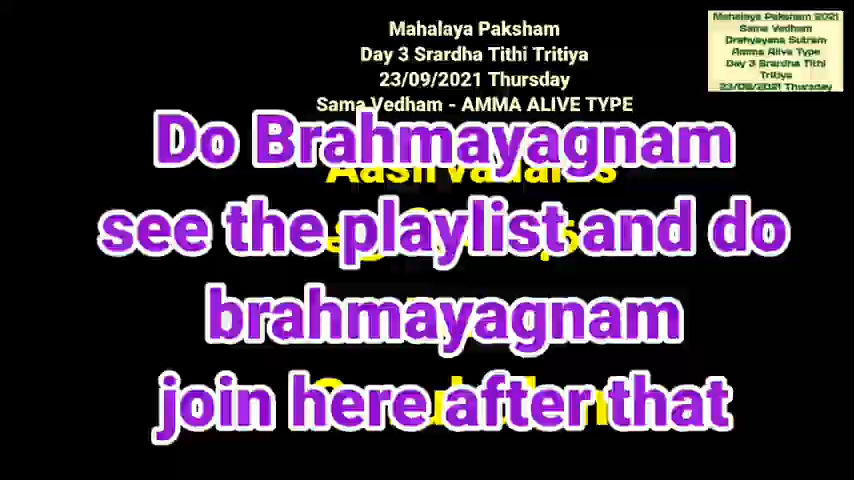 Mahalaya Paksham
Day 3 Srardha Tithi Tritiya
23/09/2021 Thursday
Sama Vedham - AMMA ALIVE TYPE
Mahalaya Paksham 2021
Sama Vedham
Drahyayana Sutram
Amma Alive Type
Day 3 Srardha Tithi
Tritiya
23/09/2021 Thursday
Do Brahmayagnam
see the playlist and do
brahmayagnam
join here after that